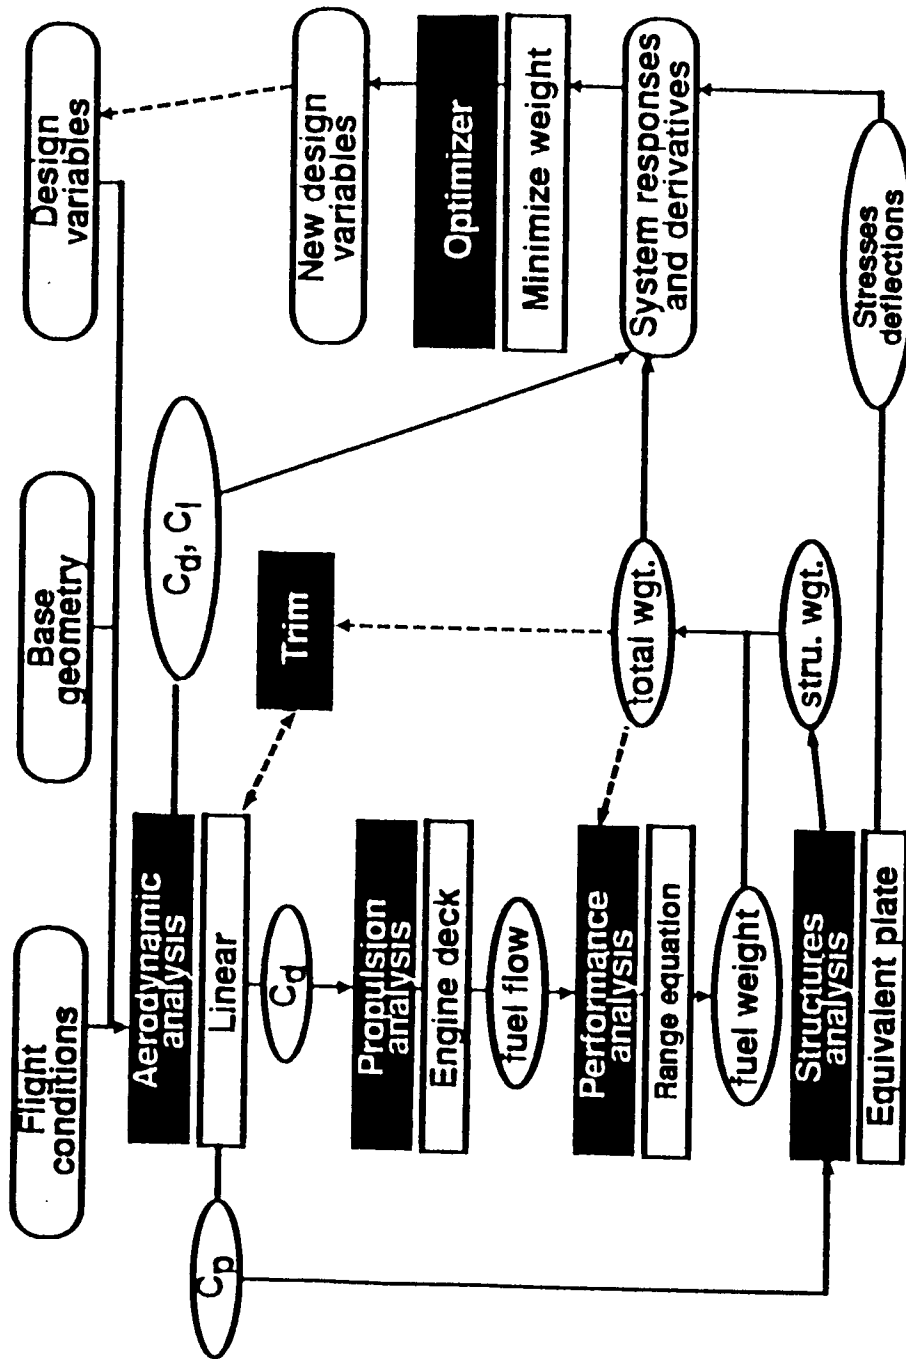 Flight
conditions
Base
geometry
Design
variables
Aerodynamic
analysis
Linear
C_d, C_l
C_p
C_d
Trim
New design
variables
Propulsion
analysis
Engine deck
Optimizer
Minimize weight
fuel flow
Performance
analysis
Range equation
total wgt.
System responses
and derivatives
fuel weight
stru. wgt.
Structures
analysis
Equivalent plate
Stresses
deflections